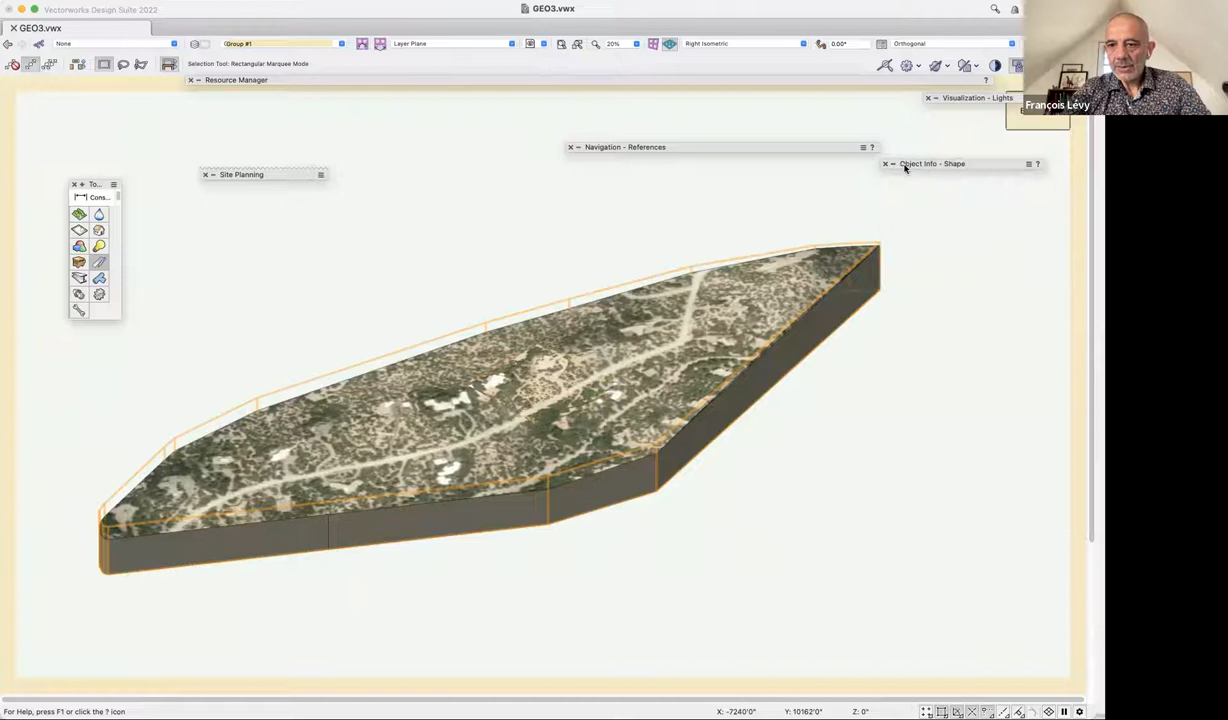 Vectorworks Design Suite 2022
GEO3.vwx
GEO3.vwx
None
Group #1
Layer Plane
20%
Right Isometric
0.00°
Orthogonal
Selection Tool: Rectangular Marquee Mode
Resource Manager
?
Visualization - Lights
François Lévy
Navigation - References
?
Object Info - Shape
?
Site Planning
To...
Cons...
For Help, press F1 or click the ? icon
X: -7240'0"
Y: 10162'0"
Z: 0"